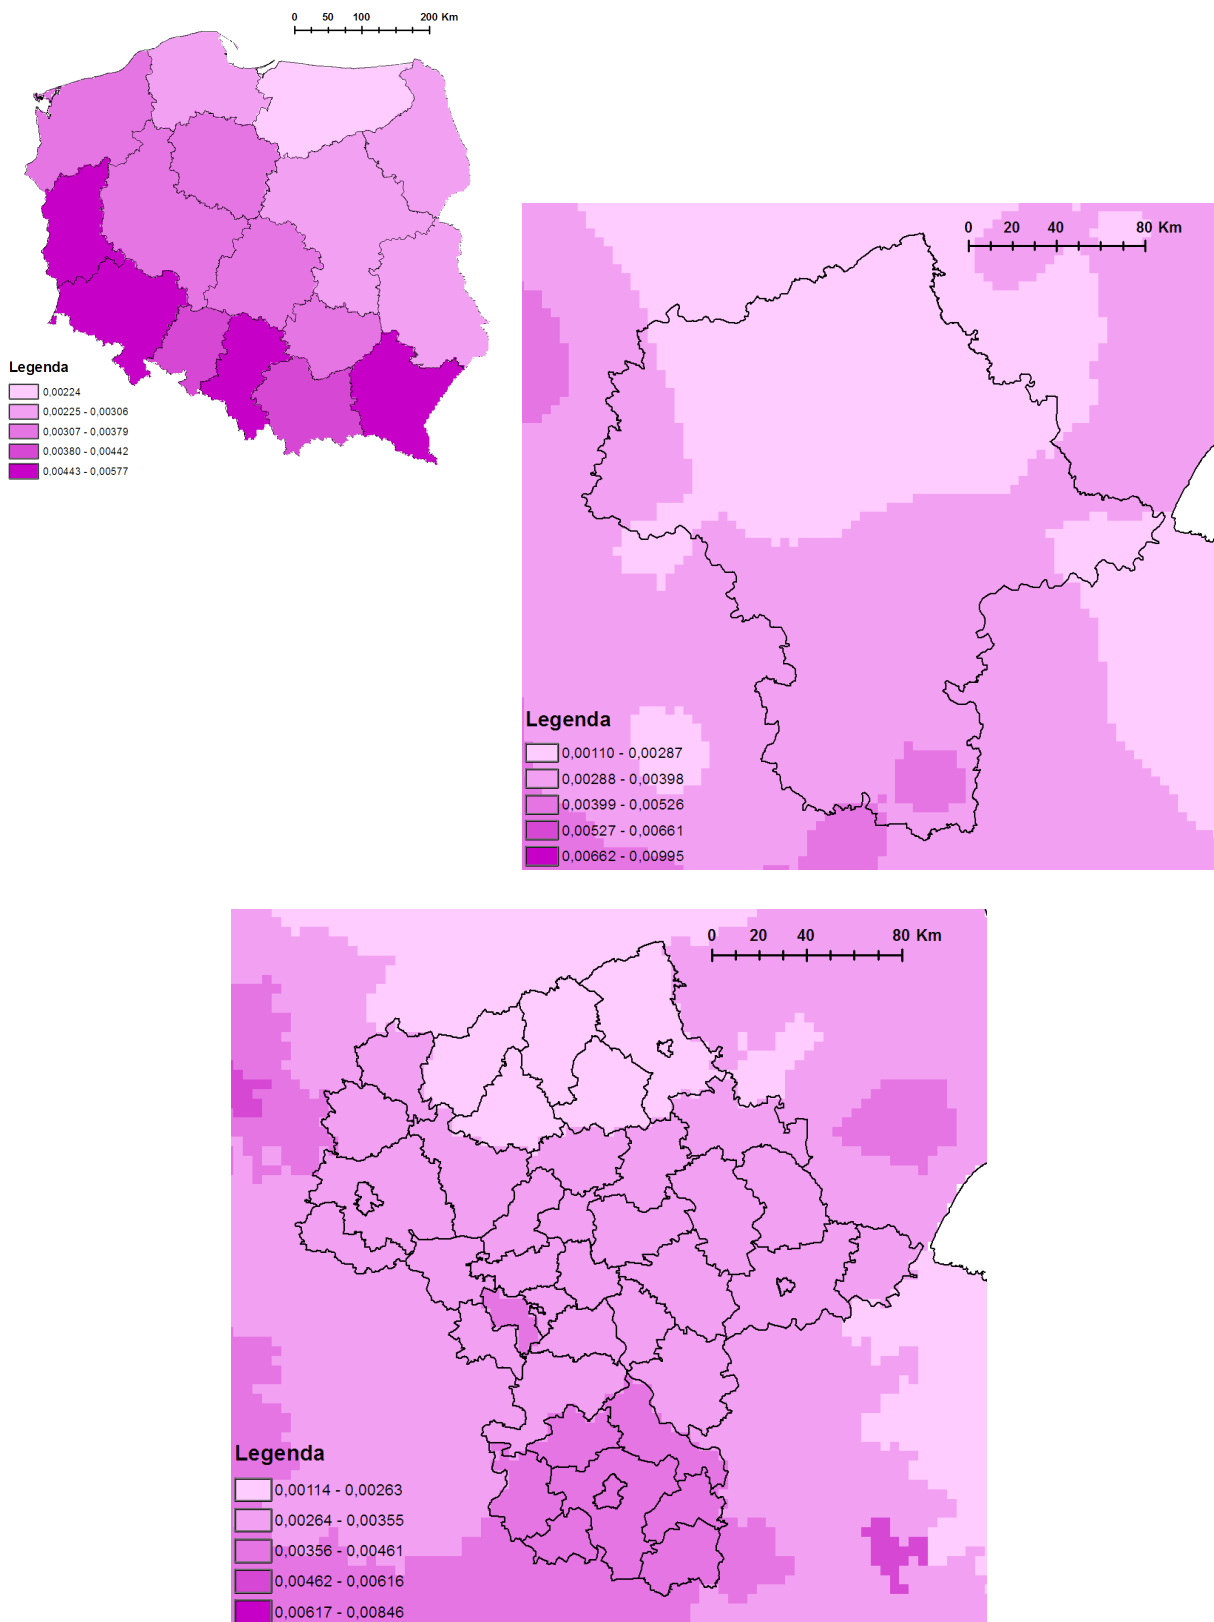 0 50 100 200 Km
Legenda
0,00224
0,00225 - 0,00306
0,00307 - 0,00379
0,00380 - 0,00442
0,00443 - 0,00577
0 20 40 80 Km
Legenda
0,00110 - 0,00287
0,00288 - 0,00398
0,00399 - 0,00526
0,00527 - 0,00661
0,00662 - 0,00995
0 20 40 80 Km
Legenda
0,00114 - 0,00263
0,00264 - 0,00355
0,00356 - 0,00461
0,00462 - 0,00616
0,00617 - 0,00846